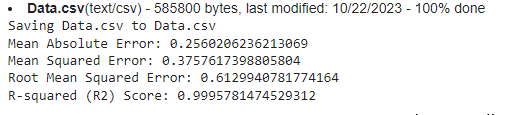 • Data.csv(text/csv) - 585800 bytes, last modified: 10/22/2023 - 100% done
Saving Data.csv to Data.csv
Mean Absolute Error: 0.2560206236213069
Mean Squared Error: 0.3757617398805804
Root Mean Squared Error: 0.6129940781774164
R-squared (R2) Score: 0.9995781474529312